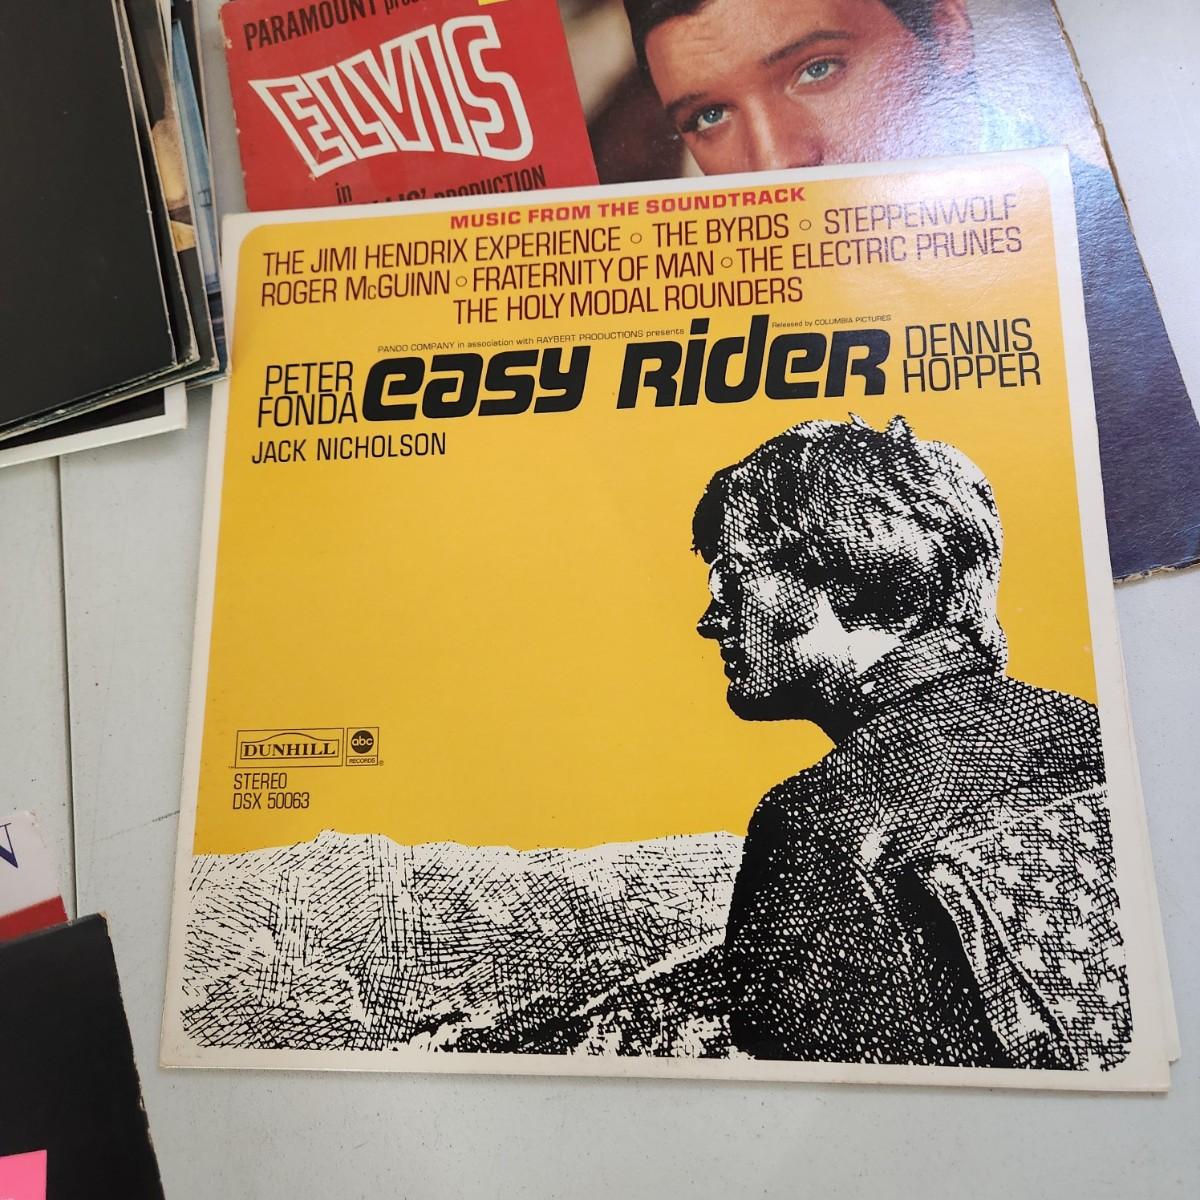 PARAMOUNT
ELVIS
in
PRODUCTION
MUSIC FROM THE SOUNDTRACK
THE JIMI HENDRIX EXPERIENCE ○ THE BYRDS ○ STEPPENWOLF
ROGER McGUINN ○ FRATERNITY OF MAN ○ THE ELECTRIC PRUNES
THE HOLY MODAL ROUNDERS
PANDO COMPANY in association with RAYBERT PRODUCTIONS presents
Released by COLUMBIA PICTURES
PETER
FONDA
easy Rider
DENNIS
HOPPER
JACK NICHOLSON
DUNHILL
abc
RECORDS
STEREO
DSX 50063
N